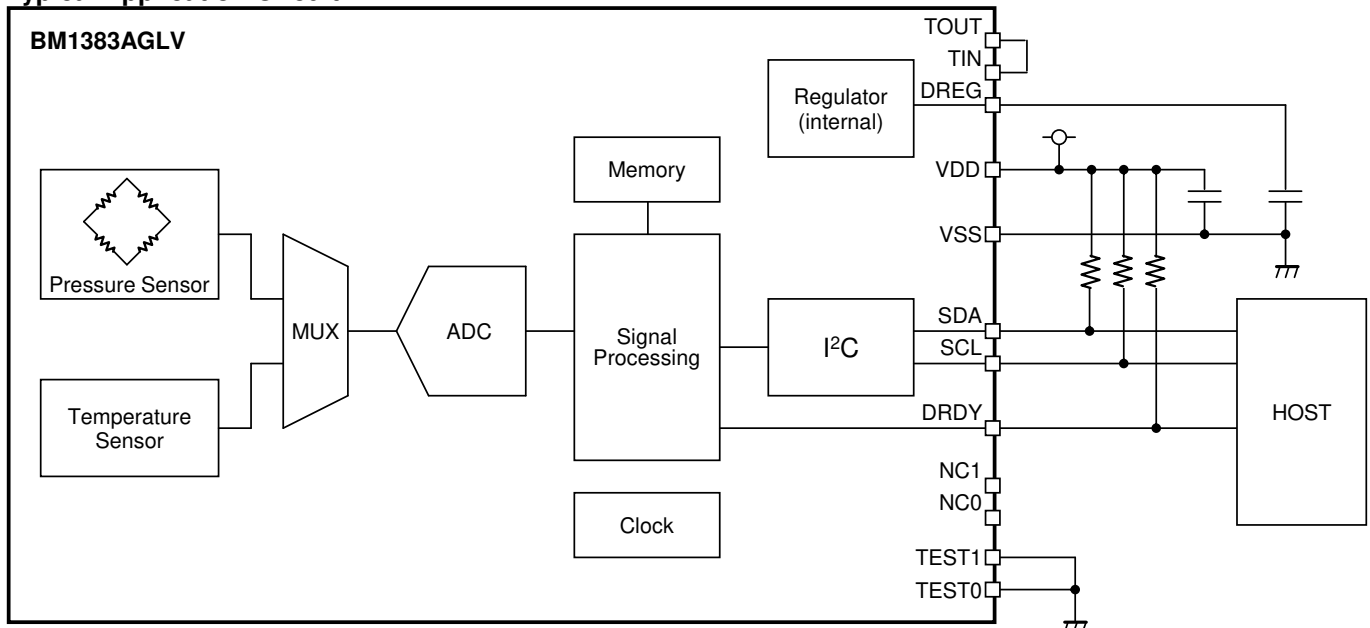 BM1383AGLV
TOUT
TIN
DREG
Regulator
(internal)
Memory
VDD
VSS
Pressure Sensor
MUX
ADC
Signal
Processing
I²C
SDA
SCL
Temperature
Sensor
DRDY
HOST
NC1
NC0
Clock
TEST1
TEST0